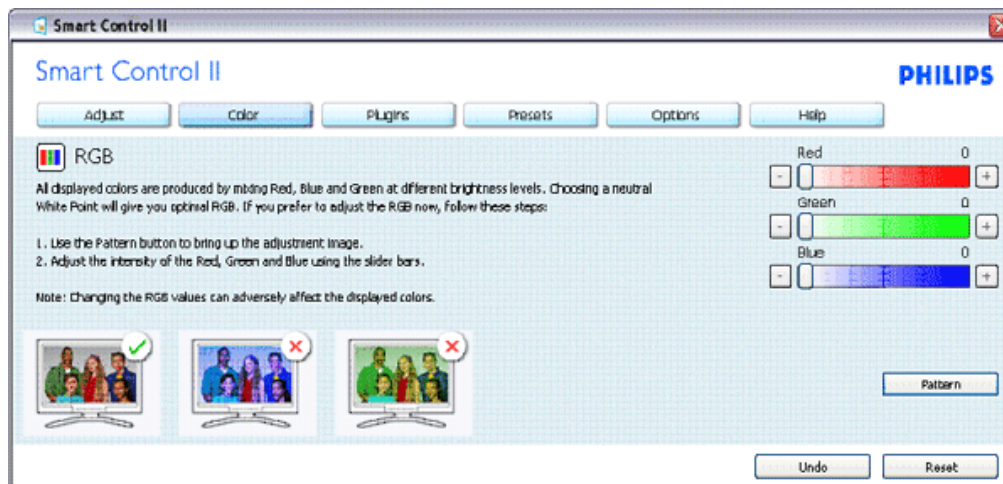 Smart Control II
Smart Control II
PHILIPS
Adjust Color Plugins Presets Options Help
RGB
All displayed colors are produced by mixing Red, Blue and Green at different brightness levels. Choosing a neutral
White Point will give you optimal RGB. If you prefer to adjust the RGB now, follow these steps:
1. Use the Pattern button to bring up the adjustment image.
2. Adjust the intensity of the Red, Green and Blue using the slider bars.
Note: Changing the RGB values can adversely affect the displayed colors.
Red 0
- +
Green 0
- +
Blue 0
- +
Pattern
Undo Reset